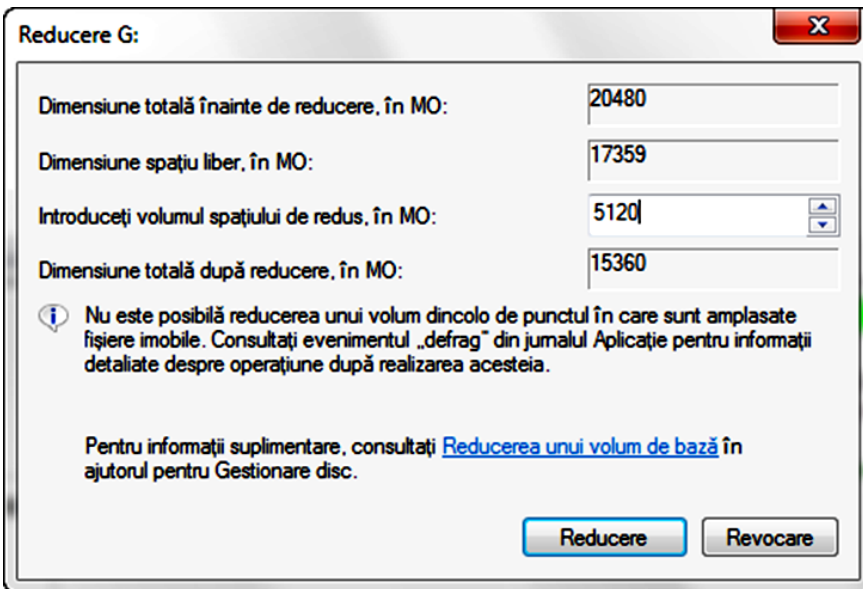 Reducere G:
Dimensiune totală înainte de reducere, în MO:
20480
Dimensiune spațiu liber, în MO:
17359
Introduceți volumul spațiului de redus, în MO:
5120
Dimensiune totală după reducere, în MO:
15360
Nu este posibilă reducerea unui volum dincolo de punctul în care sunt amplasate
fișiere imobile. Consultați evenimentul „defrag” din jurnalul Aplicație pentru informații
detaliate despre operațiune după realizarea acesteia.
Pentru informații suplimentare, consultați Reducerea unui volum de bază în
ajutorul pentru Gestionare disc.
Reducere
Revocare